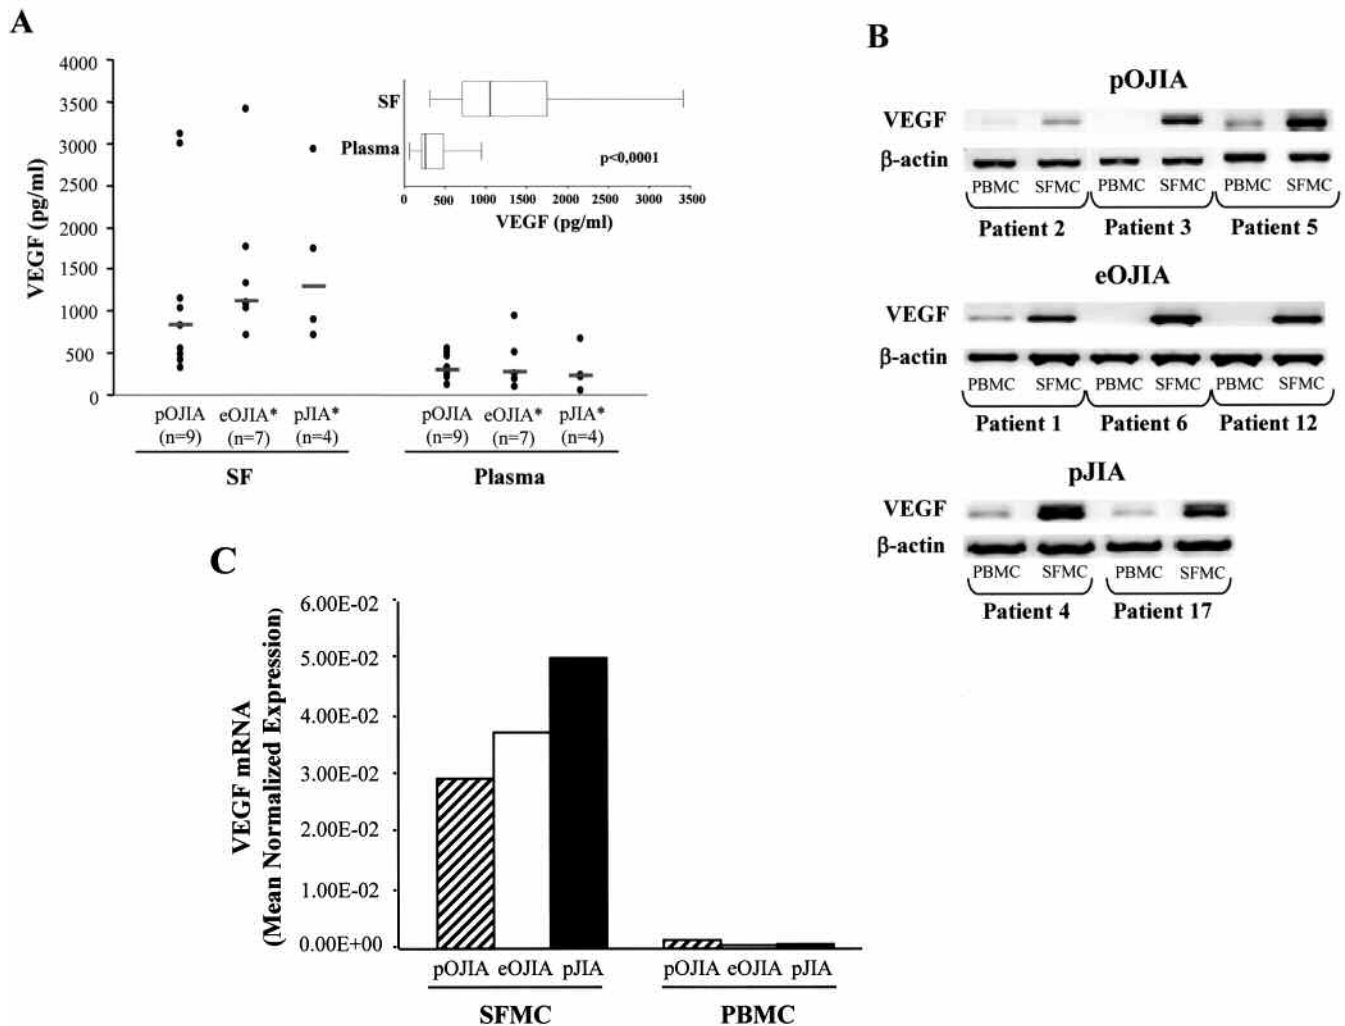 A
4000
3500
3000
2500
2000
1500
1000
500
0
VEGF (pg/ml)
pOJIA eOJIA* pJIA*
(n=9) (n=7) (n=4)
SF
pOJIA eOJIA* pJIA*
(n=9) (n=7) (n=4)
Plasma
SF
Plasma
p<0,0001
0 500 1000 1500 2000 2500 3000 3500
VEGF (pg/ml)
B
pOJIA
VEGF
β-actin
PBMC SFMC PBMC SFMC PBMC SFMC
Patient 2 Patient 3 Patient 5
eOJIA
VEGF
β-actin
PBMC SFMC PBMC SFMC PBMC SFMC
Patient 1 Patient 6 Patient 12
pJIA
VEGF
β-actin
PBMC SFMC PBMC SFMC
Patient 4 Patient 17
C
VEGF mRNA
(Mean Normalized Expression)
6.00E-02
5.00E-02
4.00E-02
3.00E-02
2.00E-02
1.00E-02
0.00E+00
pOJIA eOJIA pJIA
SFMC
pOJIA eOJIA pJIA
PBMC